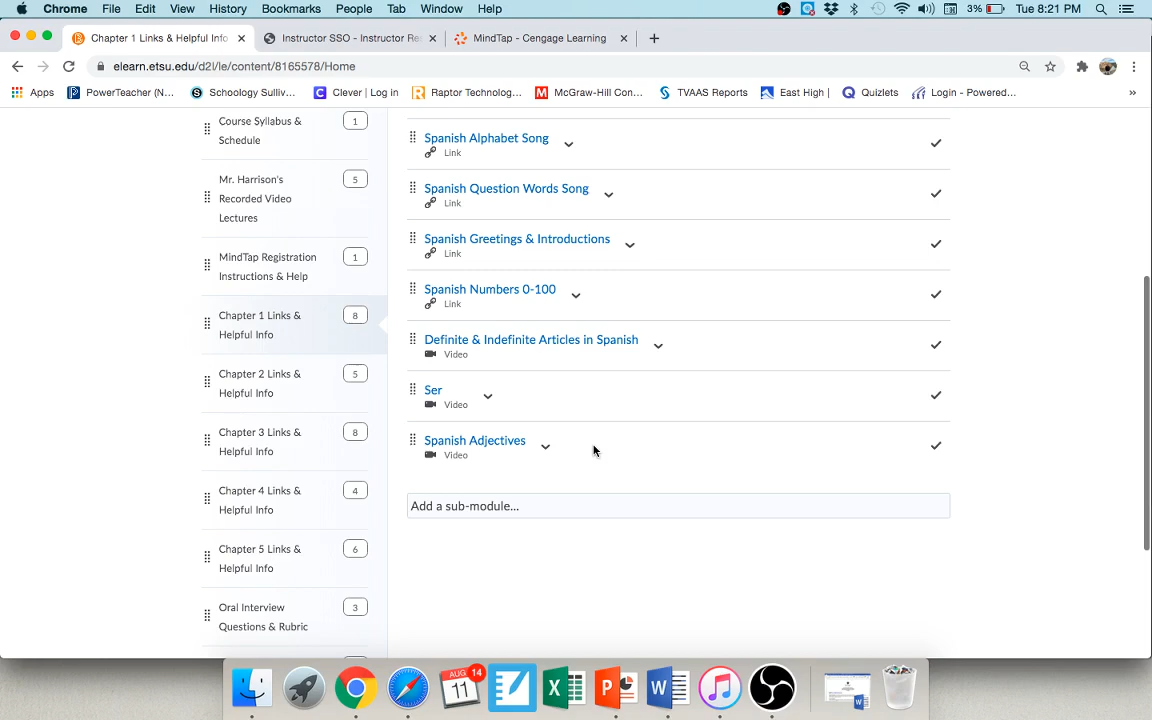 Chrome File Edit View History Bookmarks People Tab Window Help 3% Tue 8:21 PM
Chapter 1 Links & Helpful Info Instructor SSO - Instructor Re MindTap - Cengage Learning
elearn.etsu.edu/d2l/le/content/8165578/Home
Apps PowerTeacher (N... Schoology Sulliv... Clever | Log in Raptor Technolog... McGraw-Hill Con... TVAAS Reports East High | Quizlets Login - Powered... »
Course Syllabus & 1
Schedule
Mr. Harrison's 5
Recorded Video
Lectures
MindTap Registration 1
Instructions & Help
Chapter 1 Links & 8
Helpful Info
Chapter 2 Links & 5
Helpful Info
Chapter 3 Links & 8
Helpful Info
Chapter 4 Links & 4
Helpful Info
Chapter 5 Links & 6
Helpful Info
Oral Interview 3
Questions & Rubric
Spanish Alphabet Song
Link
Spanish Question Words Song
Link
Spanish Greetings & Introductions
Link
Spanish Numbers 0-100
Link
Definite & Indefinite Articles in Spanish
Video
Ser
Video
Spanish Adjectives
Video
Add a sub-module...
AUG 14
11